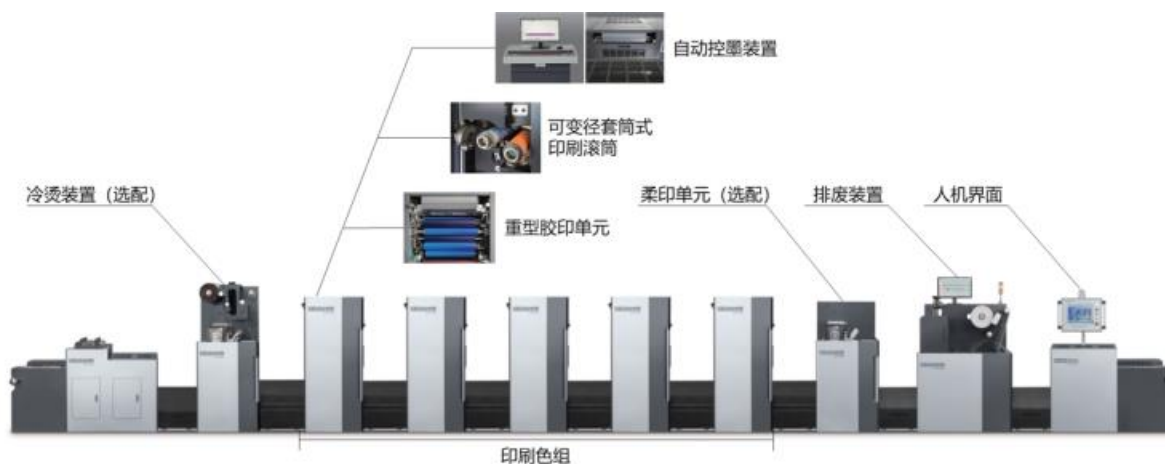 自动控墨装置
可变径套筒式
印刷滚筒
重型胶印单元
冷烫装置（选配）
柔印单元（选配）
排废装置
人机界面
印刷色组